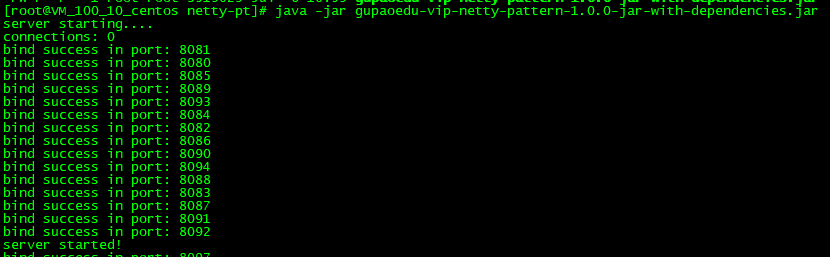 [root@VM_100_10_centos netty-pt]# java -jar gupaoedu-vip-netty-pattern-1.0.0-jar-with-dependencies.jar
server starting....
connections: 0
bind success in port: 8081
bind success in port: 8080
bind success in port: 8085
bind success in port: 8089
bind success in port: 8093
bind success in port: 8084
bind success in port: 8082
bind success in port: 8086
bind success in port: 8090
bind success in port: 8094
bind success in port: 8088
bind success in port: 8083
bind success in port: 8087
bind success in port: 8091
bind success in port: 8092
server started!
bind success in port: 8097